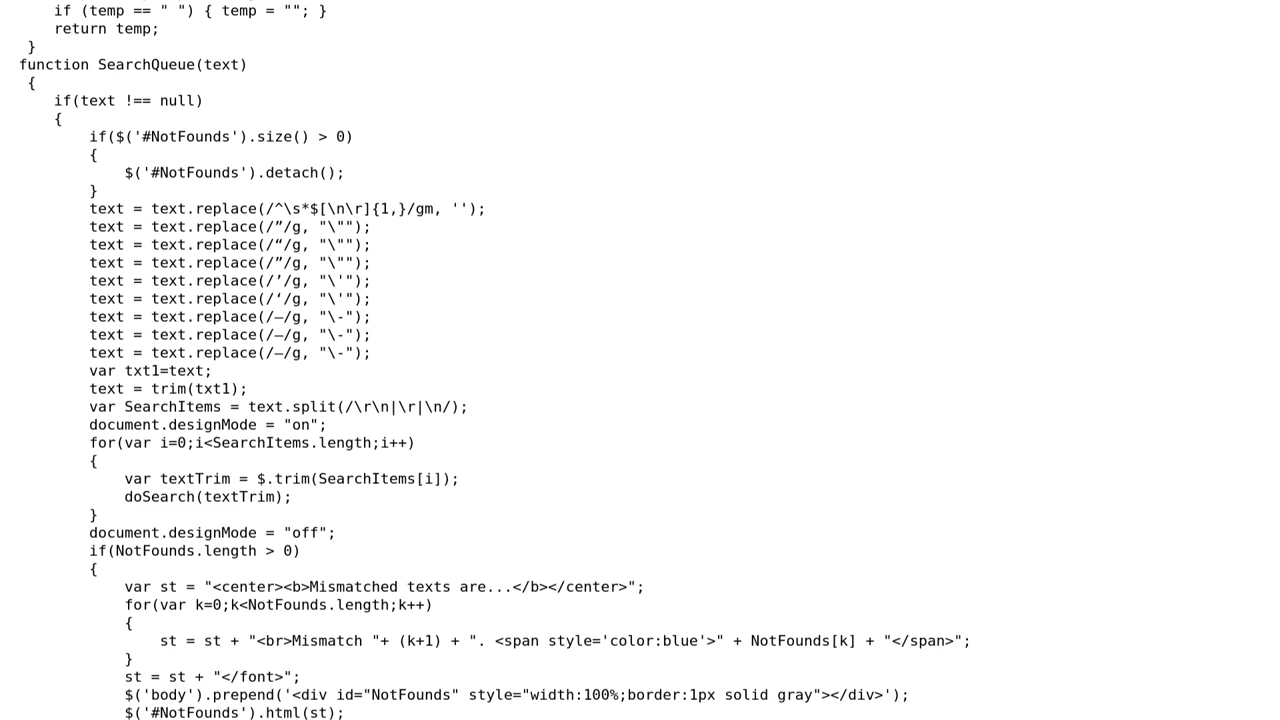 if (temp == " ") { temp = ""; }
return temp;
}
function SearchQueue(text)
{
if(text !== null)
{
if($('#NotFounds').size() > 0)
{
$('#NotFounds').detach();
}
text = text.replace(/^\s*$[\n\r]{1,}/gm, '');
text = text.replace(/”/g, "\"");
text = text.replace(/“/g, "\"");
text = text.replace(/”/g, "\"");
text = text.replace(/’/g, "\'");
text = text.replace(/‘/g, "\'");
text = text.replace(/–/g, "\-");
text = text.replace(/–/g, "\-");
text = text.replace(/–/g, "\-");
var txt1=text;
text = trim(txt1);
var SearchItems = text.split(/\r\n|\r|\n/);
document.designMode = "on";
for(var i=0;i<SearchItems.length;i++)
{
var textTrim = $.trim(SearchItems[i]);
doSearch(textTrim);
}
document.designMode = "off";
if(NotFounds.length > 0)
{
var st = "<center><b>Mismatched texts are...</b></center>";
for(var k=0;k<NotFounds.length;k++)
{
st = st + "<br>Mismatch "+ (k+1) + ". <span style='color:blue'>" + NotFounds[k] + "</span>";
}
st = st + "</font>";
$('body').prepend('<div id="NotFounds" style="width:100%;border:1px solid gray"></div>');
$('#NotFounds').html(st);